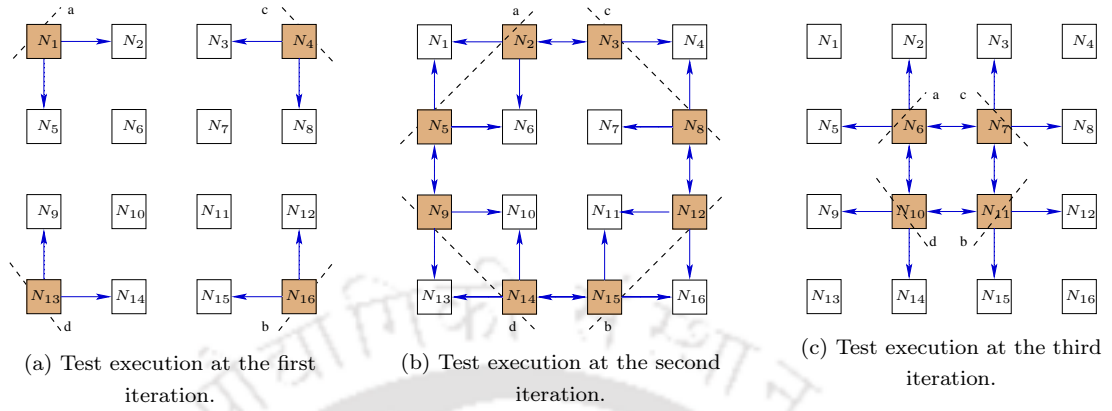 a c
N1 N2 N3 N4
N5 N6 N7 N8
N9 N10 N11 N12
N13 N14 N15 N16
d b
(a) Test execution at the first
iteration.
a c
N1 N2 N3 N4
N5 N6 N7 N8
N9 N10 N11 N12
N13 N14 N15 N16
d b
(b) Test execution at the second
iteration.
N1 N2 N3 N4
a c
N5 N6 N7 N8
N9 N10 N11 N12
d b
N13 N14 N15 N16
(c) Test execution at the third
iteration.